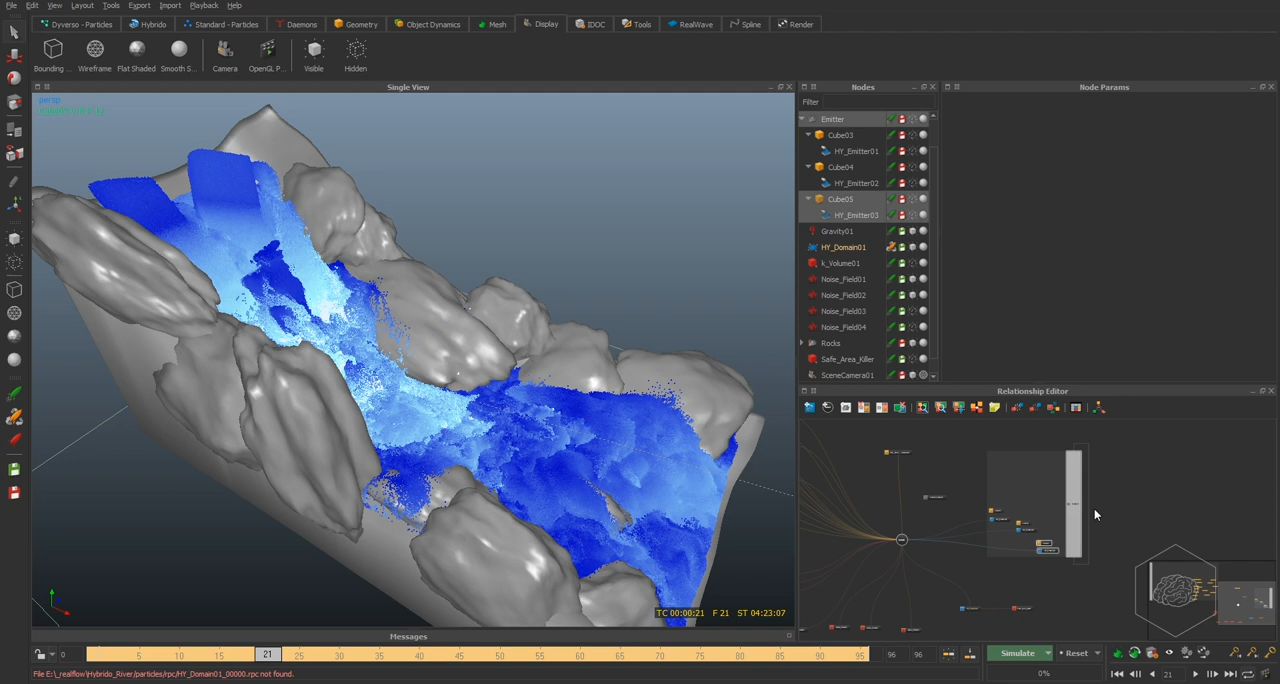 File Edit View Layout Tools Export Import Playback Help
Dyverso - Particles Hybrido Standard - Particles Daemons Geometry Object Dynamics Mesh Display IDOC Tools RealWave Spline Render
Bounding ... Wireframe Flat Shaded Smooth S... Camera OpenGL P... Visible Hidden
Single View Nodes Node Params
persp
Filter
Emitter
Cube03
HY_Emitter01
Cube04
HY_Emitter02
Cube05
HY_Emitter03
Gravity01
HY_Domain01
k_Volume01
Noise_Field01
Noise_Field02
Noise_Field03
Noise_Field04
Rocks
Safe_Area_Killer
SceneCamera01
Relationship Editor
TC 00:00:21 F 21 ST 04:23:07
Messages
0 5 10 15 21 25 30 35 40 45 50 55 60 65 70 75 80 85 90 95 96 96 Simulate Reset
File E:\_realflow\Hybrido_River/particles/rpc/HY_Domain01_00000.rpc not found. 0% 21